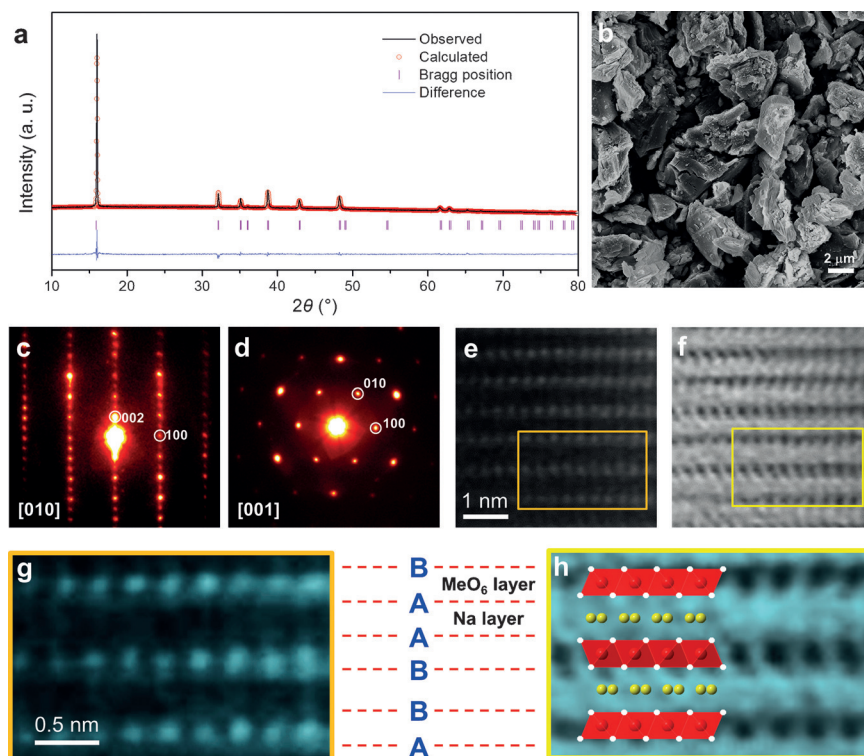 a
Intensity (a. u.)
Observed
Calculated
Bragg position
Difference
10 20 30 40 50 60 70 80
2θ (°)
b
2 μm
c
002
100
[010]
d
010
100
[001]
e
1 nm
f
g
0.5 nm
B
MeO₆ layer
A
Na layer
A
B
B
A
h